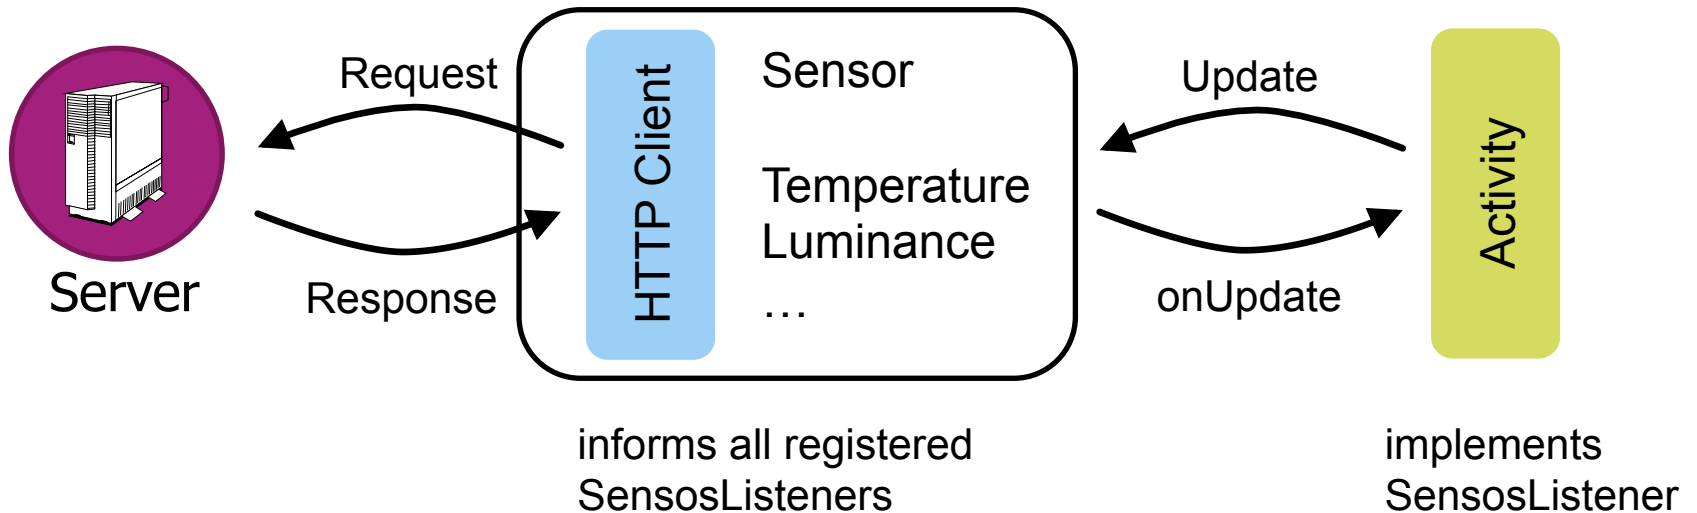 Request
Server
Response
HTTP Client
Sensor
Temperature
Luminance
…
Update
onUpdate
Activity
informs all registered
SensosListeners
implements
SensosListener